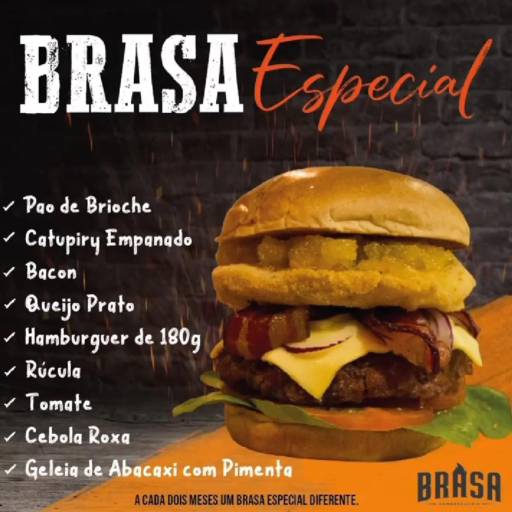 BRASA Especial
Pao de Brioche
Catupiry Empanado
Bacon
Queijo Prato
Hamburguer de 180g
Rúcula
Tomate
Cebola Roxa
Geleia de Abacaxi com Pimenta
A CADA DOIS MESES UM BRASA ESPECIAL DIFERENTE.
BRASA